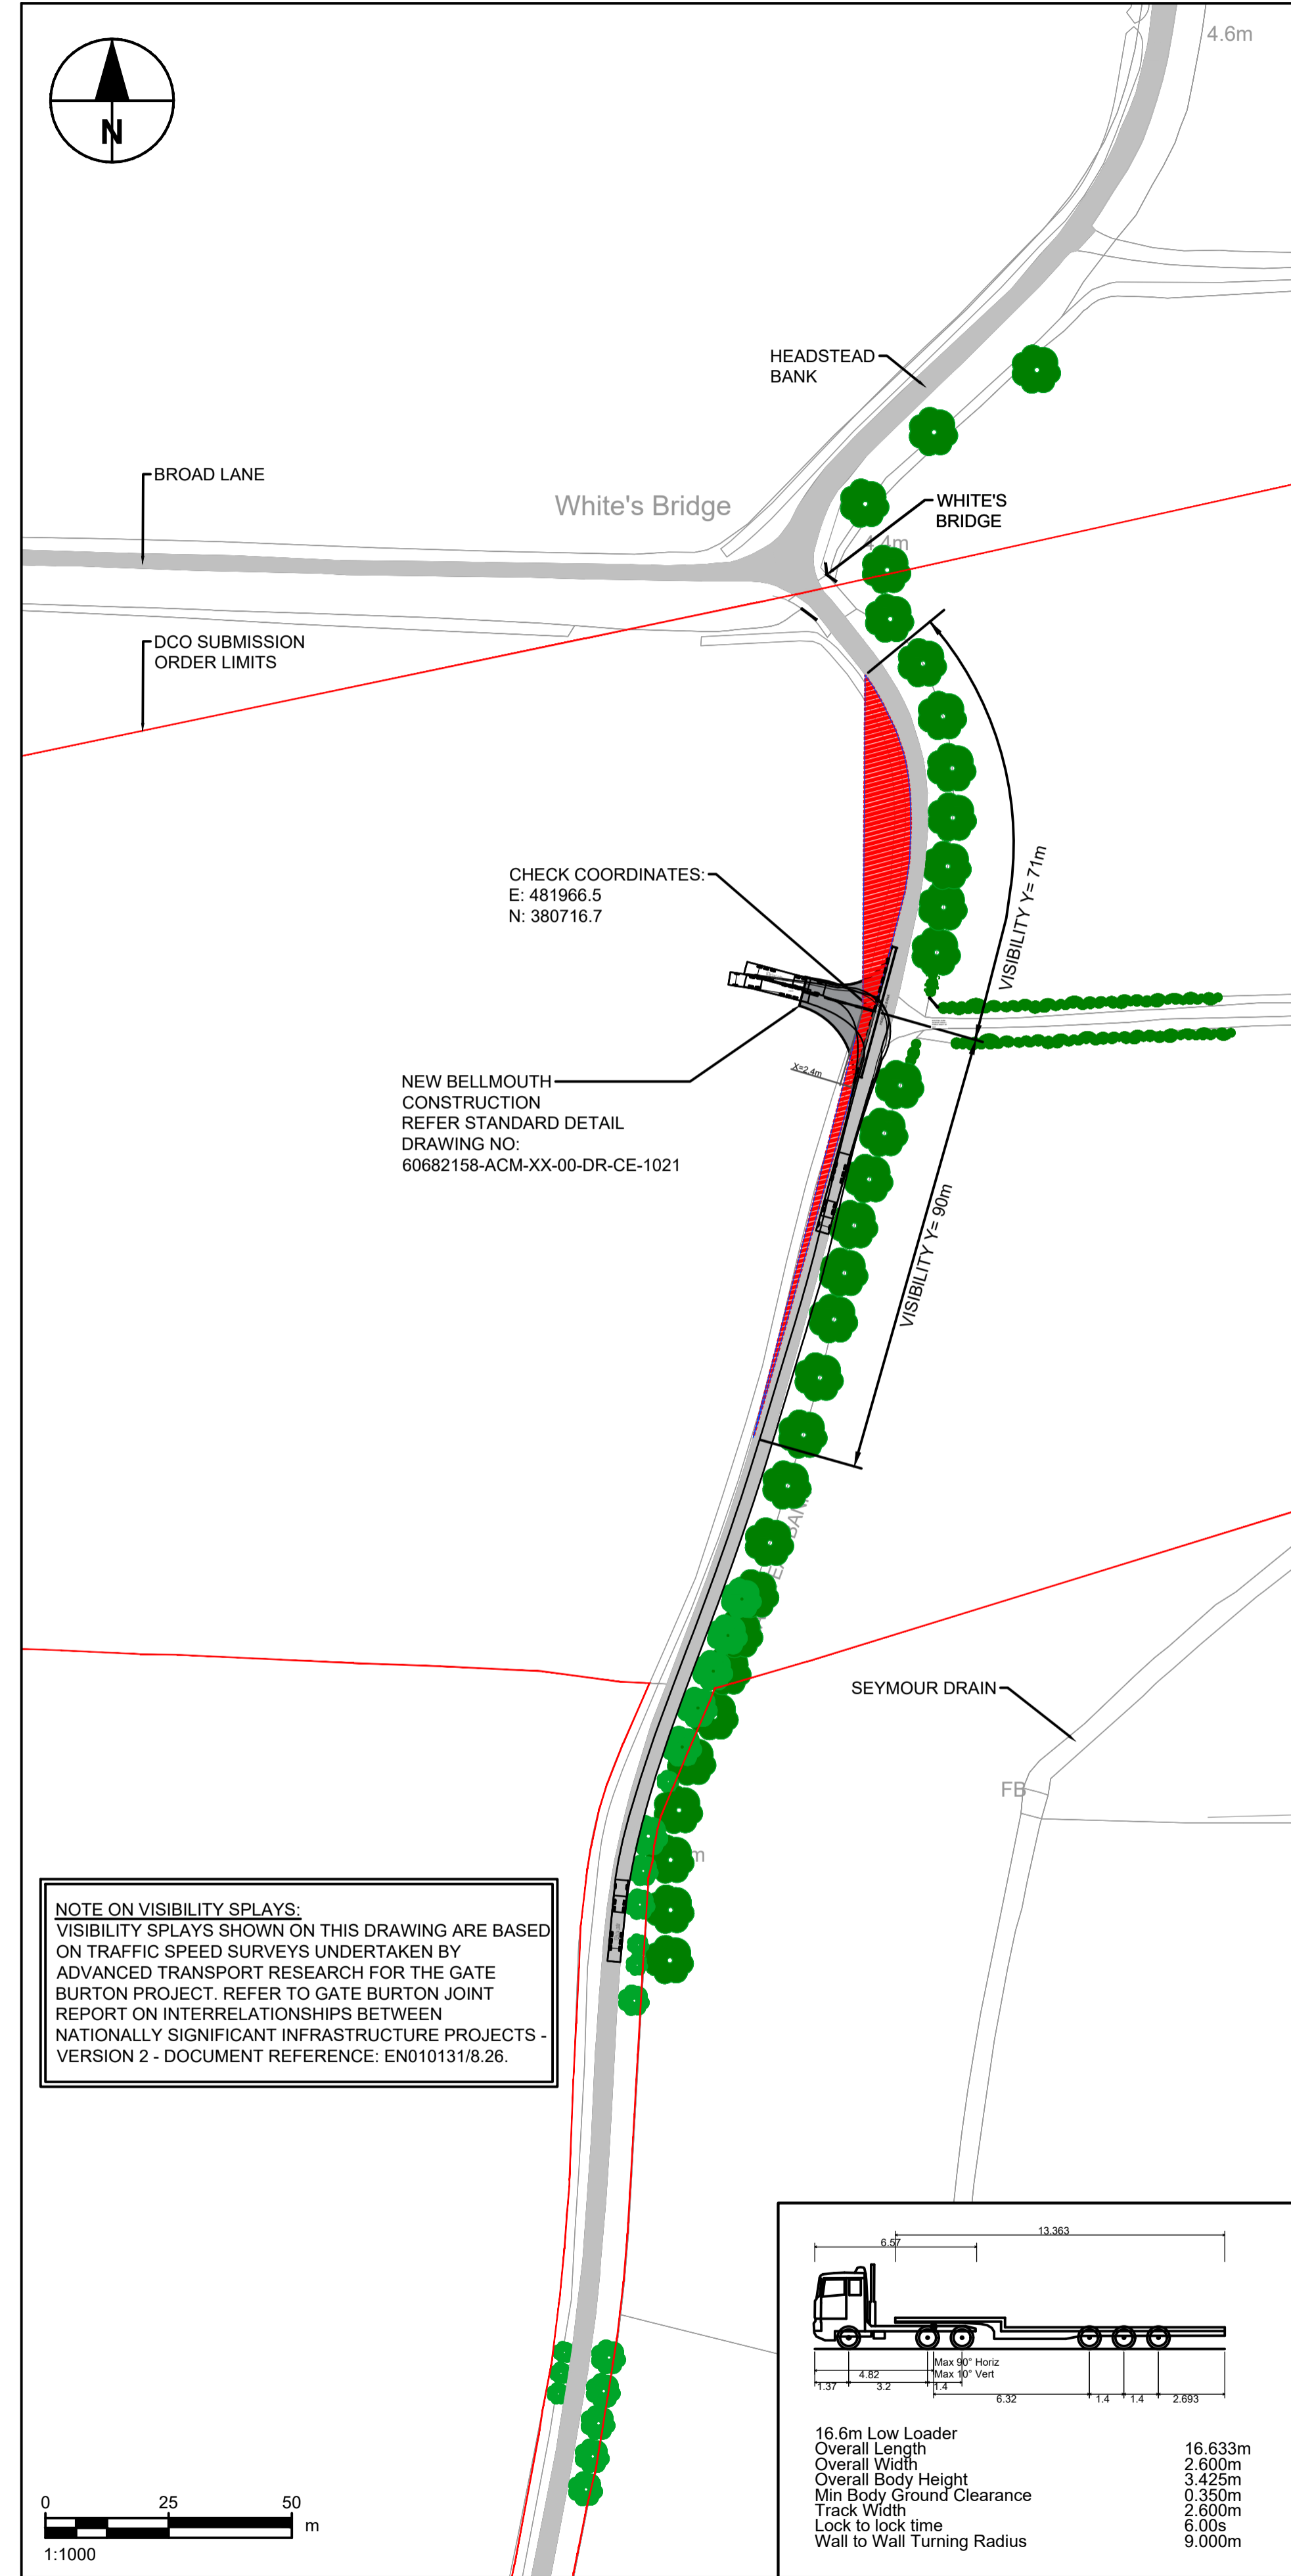 N
4.6m
HEADSTEAD
BANK
BROAD LANE
White's Bridge
WHITE'S
BRIDGE
4.4m
DCO SUBMISSION
ORDER LIMITS
CHECK COORDINATES:
E: 481966.5
N: 380716.7
VISIBILITY Y= 71m
X=2.4m
NEW BELLMOUTH
CONSTRUCTION
REFER STANDARD DETAIL
DRAWING NO:
60682158-ACM-XX-00-DR-CE-1021
VISIBILITY Y= 90m
SEYMOUR DRAIN
FB
m
NOTE ON VISIBILITY SPLAYS:
VISIBILITY SPLAYS SHOWN ON THIS DRAWING ARE BASED
ON TRAFFIC SPEED SURVEYS UNDERTAKEN BY
ADVANCED TRANSPORT RESEARCH FOR THE GATE
BURTON PROJECT. REFER TO GATE BURTON JOINT
REPORT ON INTERRELATIONSHIPS BETWEEN
NATIONALLY SIGNIFICANT INFRASTRUCTURE PROJECTS -
VERSION 2 - DOCUMENT REFERENCE: EN010131/8.26.
13.363
6.57
Max 90° Horiz
Max 10° Vert
4.82
1.37 3.2 1.4
6.32 1.4 1.4 2.693
16.6m Low Loader
Overall Length 16.633m
Overall Width 2.600m
Overall Body Height 3.425m
Min Body Ground Clearance 0.350m
Track Width 2.600m
Lock to lock time 6.00s
Wall to Wall Turning Radius 9.000m
0 25 50
m
1:1000